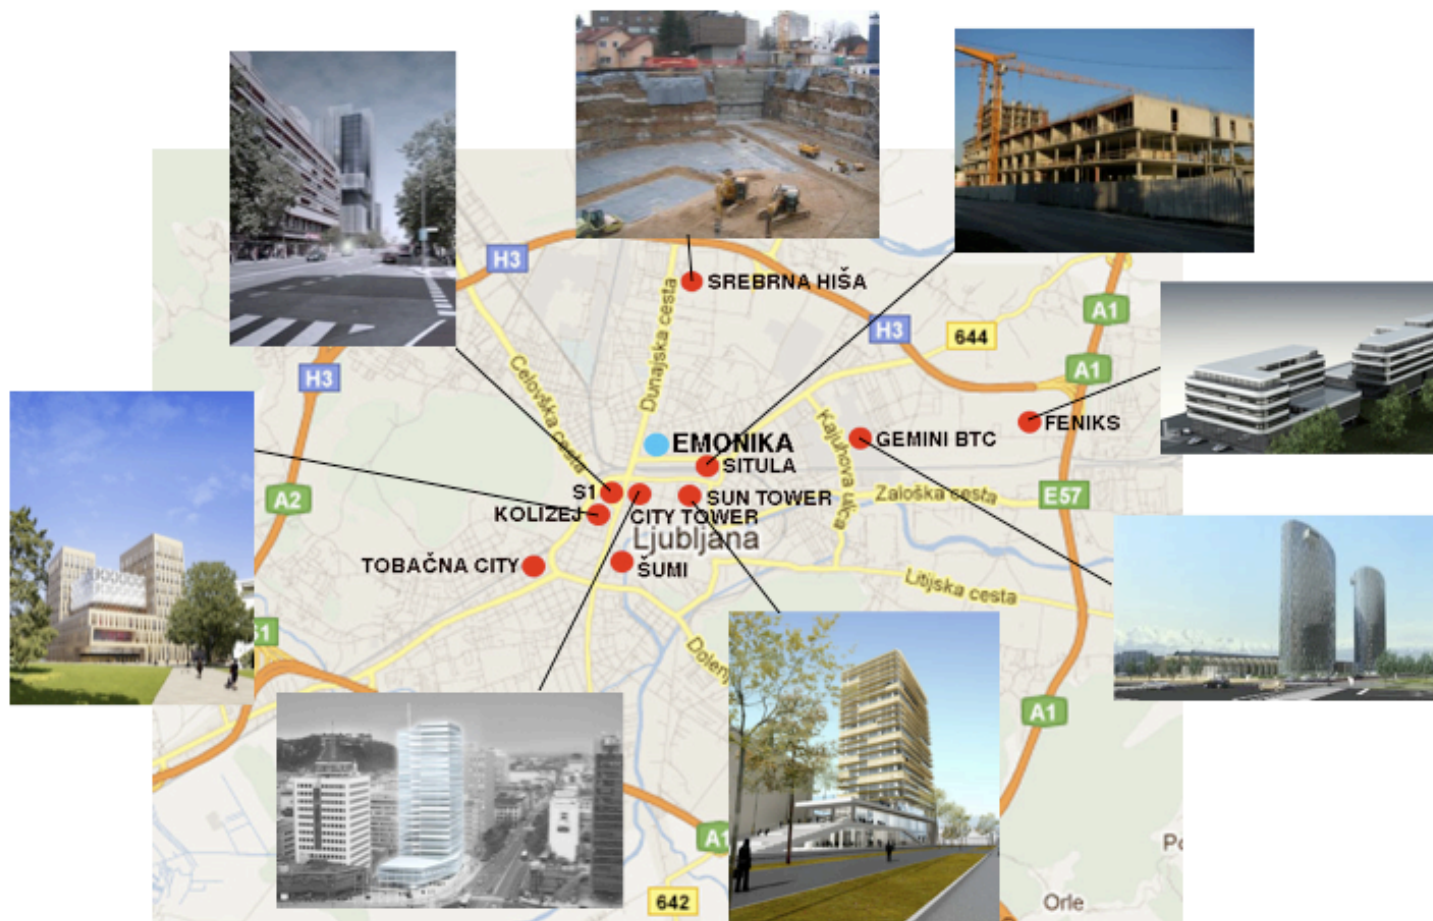 H3
SREBRNA HIŠA
A1
H3
644
Dunajska cesta
Celovška cesta
H3
A1
Kajuhova ulica
FENIKS
EMONIKA
GEMINI BTC
SITULA
A2
S1
SUN TOWER
Zaloška cesta
E57
KOLIZEJ
CITY TOWER
Ljubljana
TOBAČNA CITY
ŠUMI
Litijska cesta
Dolenj
A1
A1
642
Orle